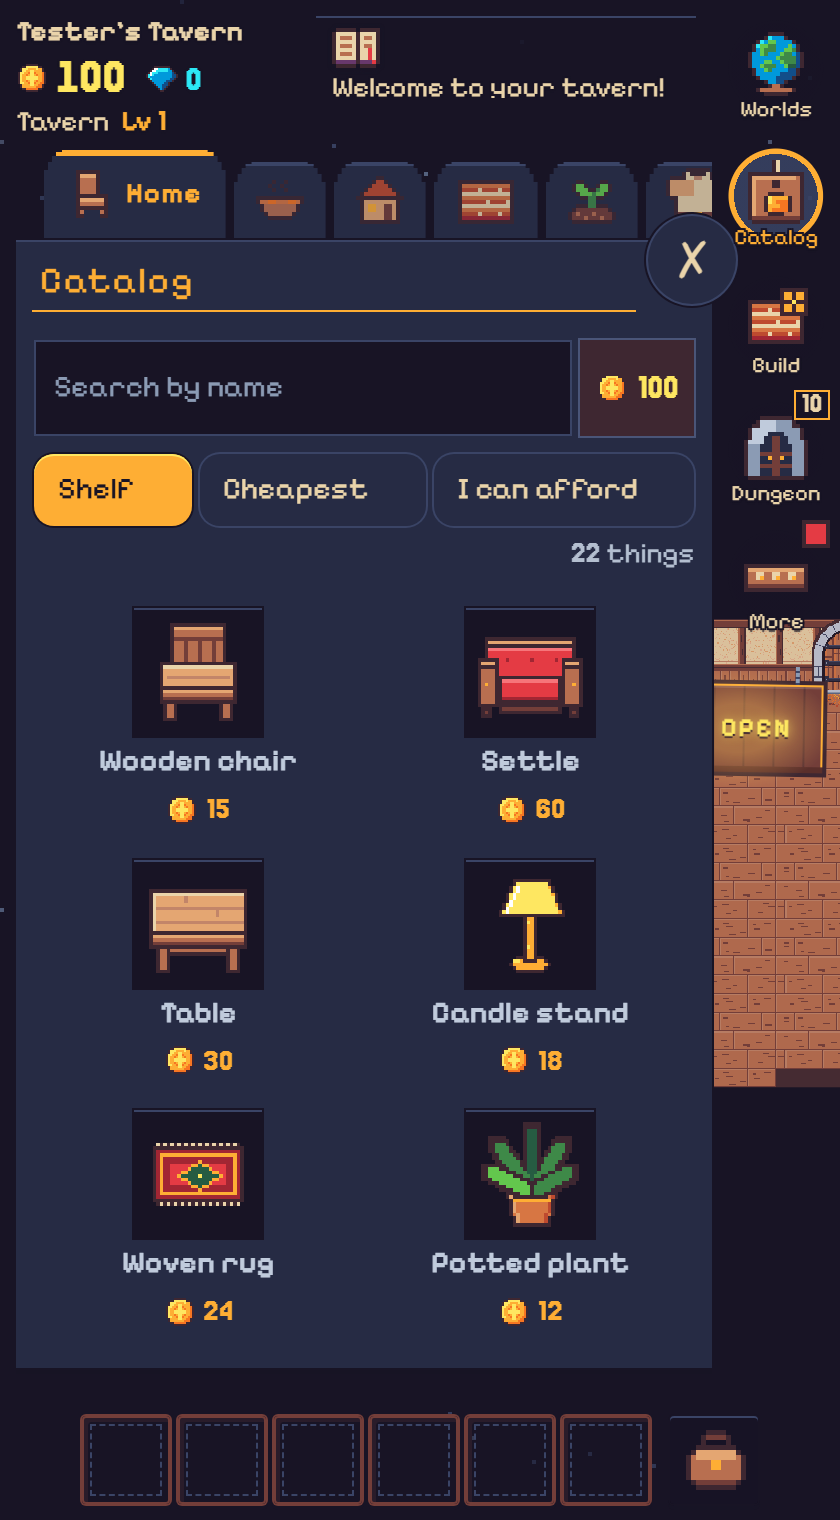 Tester's Tavern
100 0
Tavern Lv 1
Welcome to your tavern!
Worlds
Home
Catalog
Catalog
X
Search by name
100
Build
10
Shelf
Cheapest
I can afford
Dungeon
22 things
More
OPEN
Wooden chair
Settle
15
60
Table
Candle stand
30
18
Woven rug
Potted plant
24
12